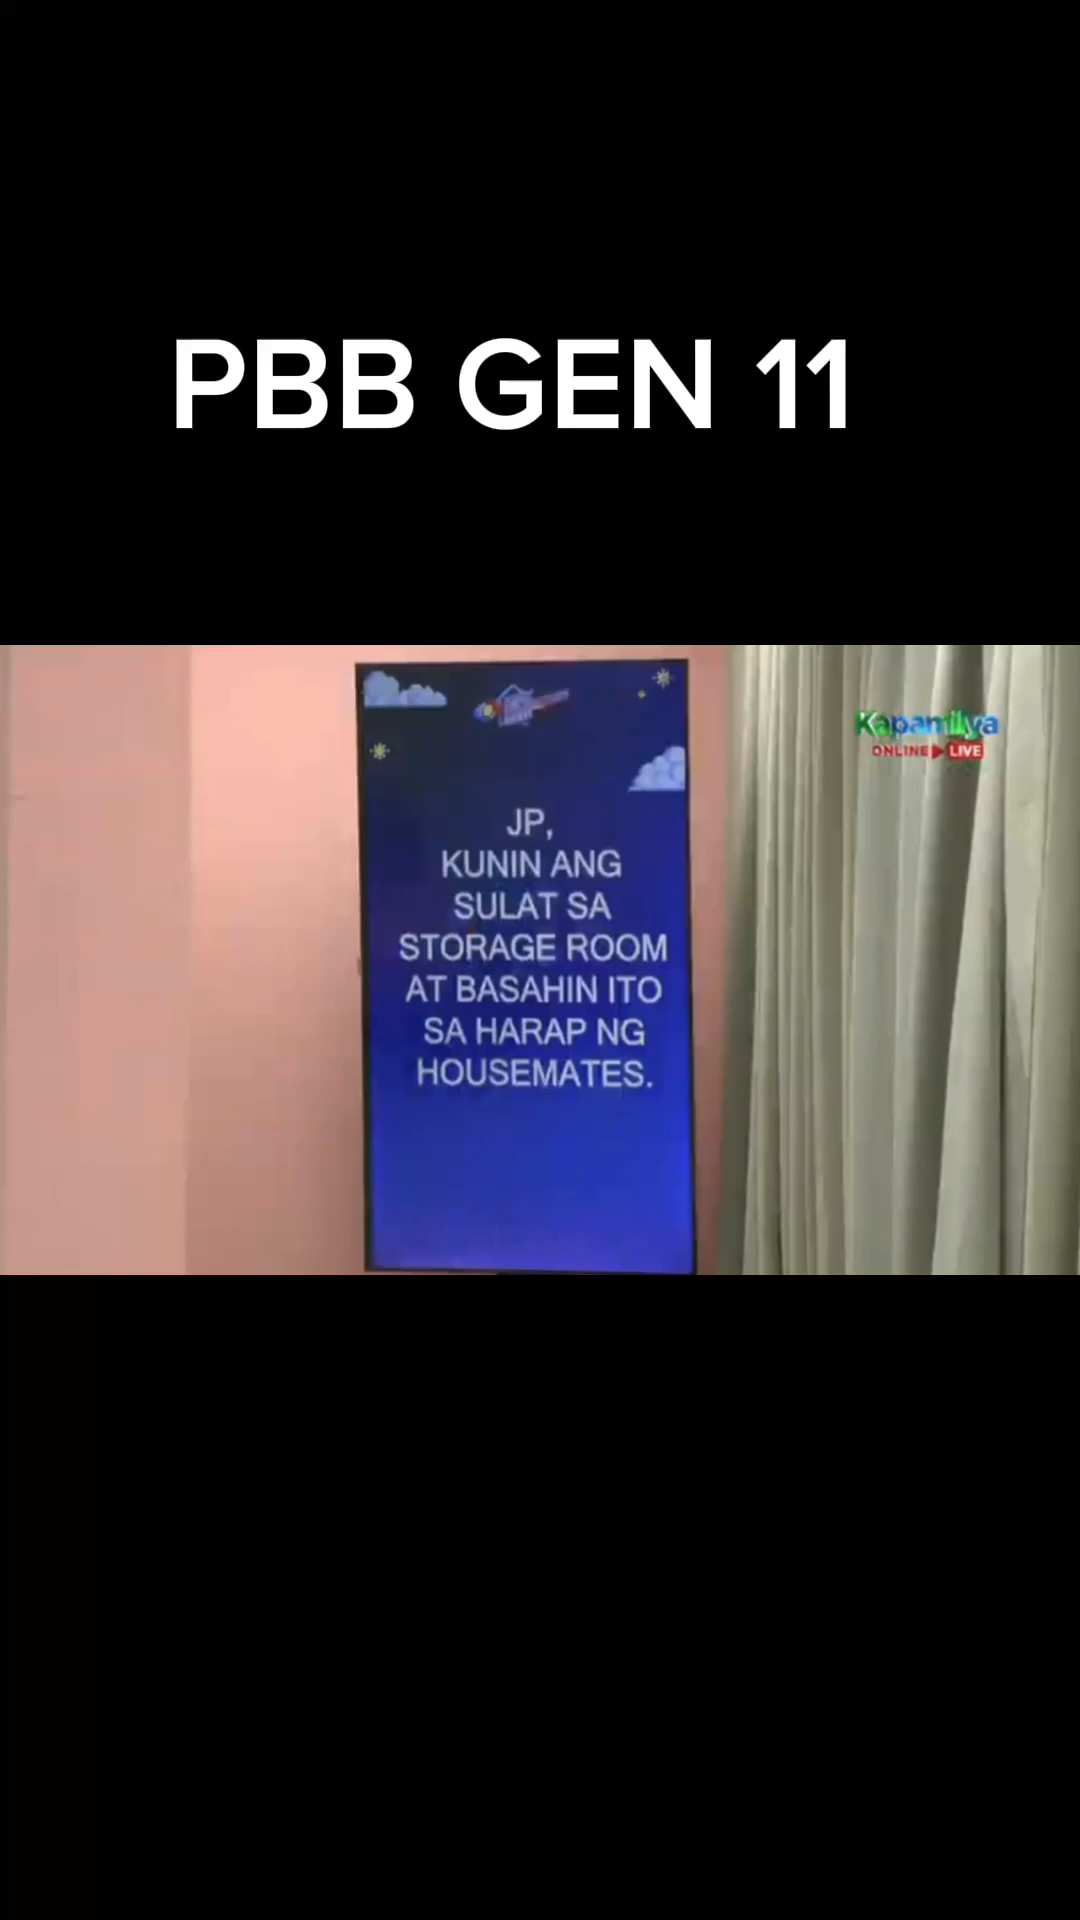 PBB GEN 11
Kapamilya
ONLINE LIVE
JP,
KUNIN ANG
SULAT SA
STORAGE ROOM
AT BASAHIN ITO
SA HARAP NG
HOUSEMATES.